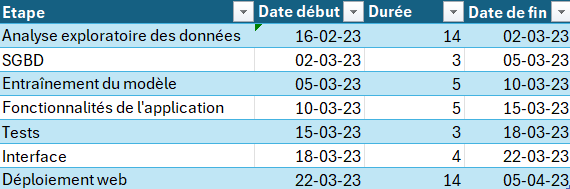 Etape Date début Durée Date de fin
Analyse exploratoire des données 16-02-23 14 02-03-23
SGBD 02-03-23 3 05-03-23
Entraînement du modèle 05-03-23 5 10-03-23
Fonctionnalités de l'application 10-03-23 5 15-03-23
Tests 15-03-23 3 18-03-23
Interface 18-03-23 4 22-03-23
Déploiement web 22-03-23 14 05-04-23